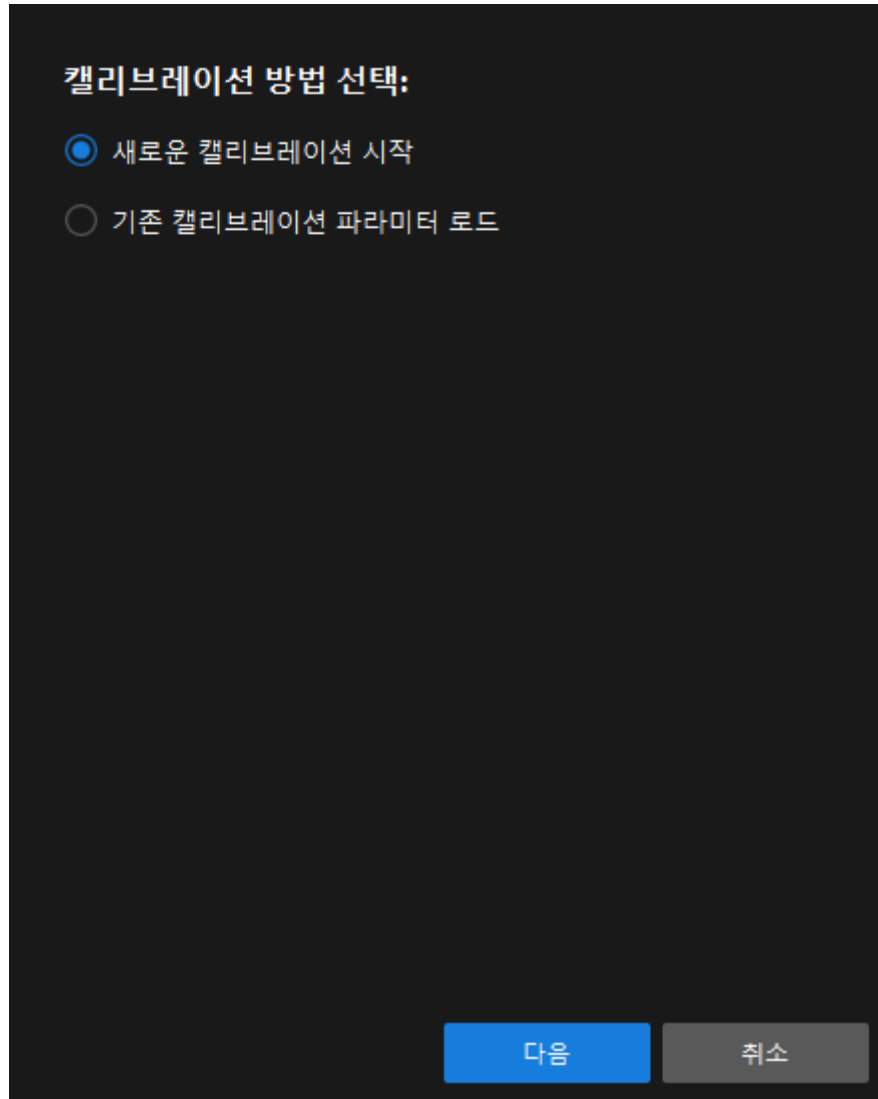 캘리브레이션 방법 선택:
새로운 캘리브레이션 시작
기존 캘리브레이션 파라미터 로드
다음
취소